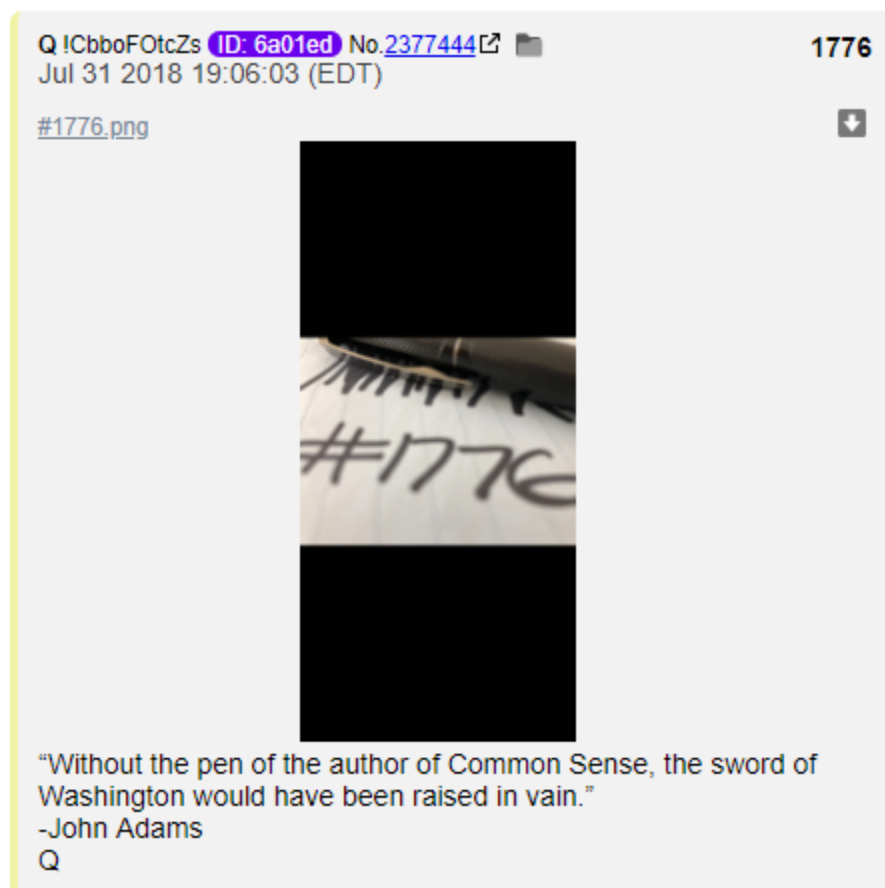 Q !CbboFOtcZs ID: 6a01ed No.2377444 1776
Jul 31 2018 19:06:03 (EDT)
#1776.png
#1776
“Without the pen of the author of Common Sense, the sword of
Washington would have been raised in vain.”
-John Adams
Q